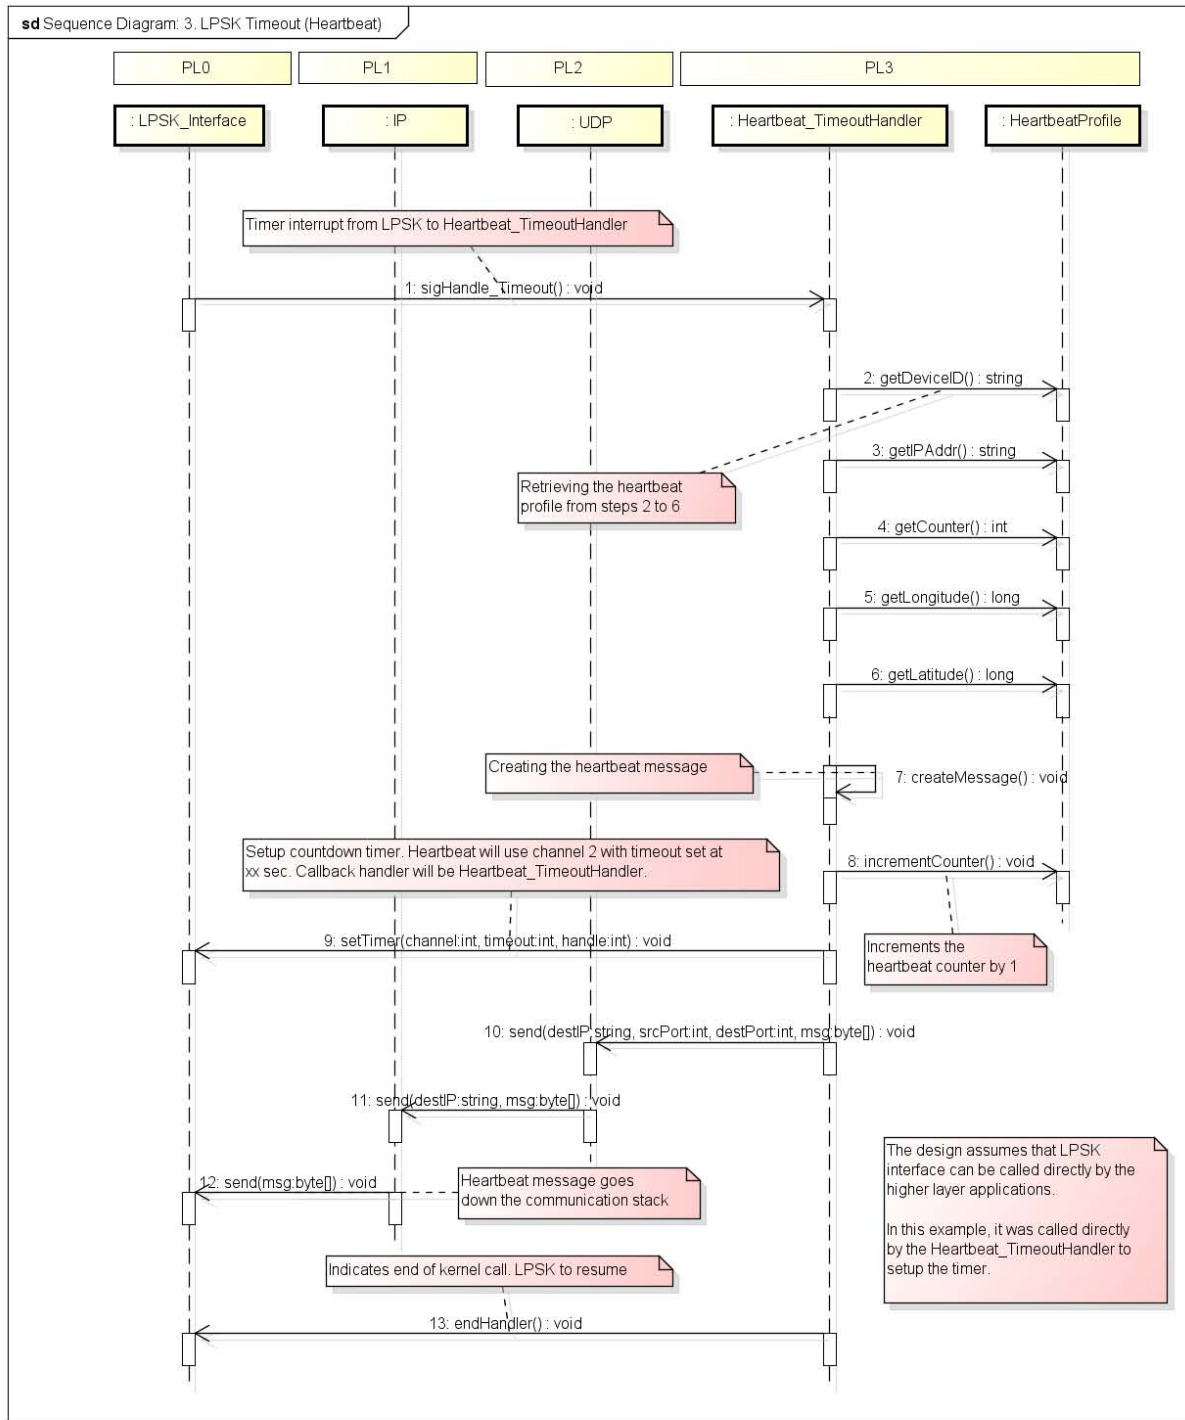 sd Sequence Diagram: 3. LPSK Timeout (Heartbeat)
PL0
PL1
PL2
PL3
: LPSK_Interface
: IP
: UDP
: Heartbeat_TimeoutHandler
: HeartbeatProfile
Timer interrupt from LPSK to Heartbeat_TimeoutHandler
1: sigHandle_Timeout() : void
2: getDeviceID() : string
3: getIPAddr() : string
Retrieving the heartbeat
profile from steps 2 to 6
4: getCounter() : int
5: getLongitude() : long
6: getLatitude() : long
Creating the heartbeat message
7: createMessage() : void
Setup countdown timer. Heartbeat will use channel 2 with timeout set at
xx sec. Callback handler will be Heartbeat_TimeoutHandler.
8: incrementCounter() : void
9: setTimer(channel:int, timeout:int, handle:int) : void
Increments the
heartbeat counter by 1
10: send(destIP:string, srcPort:int, destPort:int, msg:byte[]) : void
11: send(destIP:string, msg:byte[]) : void
12: send(msg:byte[]) : void
Heartbeat message goes
down the communication stack
The design assumes that LPSK
interface can be called directly by the
higher layer applications.
In this example, it was called directly
by the Heartbeat_TimeoutHandler to
setup the timer.
Indicates end of kernel call. LPSK to resume
13: endHandler() : void